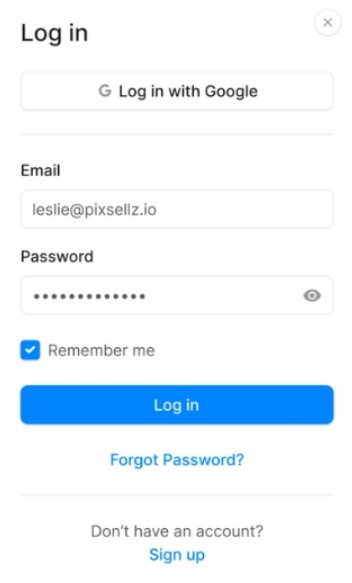 Log in
G Log in with Google
Email
leslie@pixsellz.io
Password
•••••••••••••
Remember me
Log in
Forgot Password?
Don't have an account?
Sign up